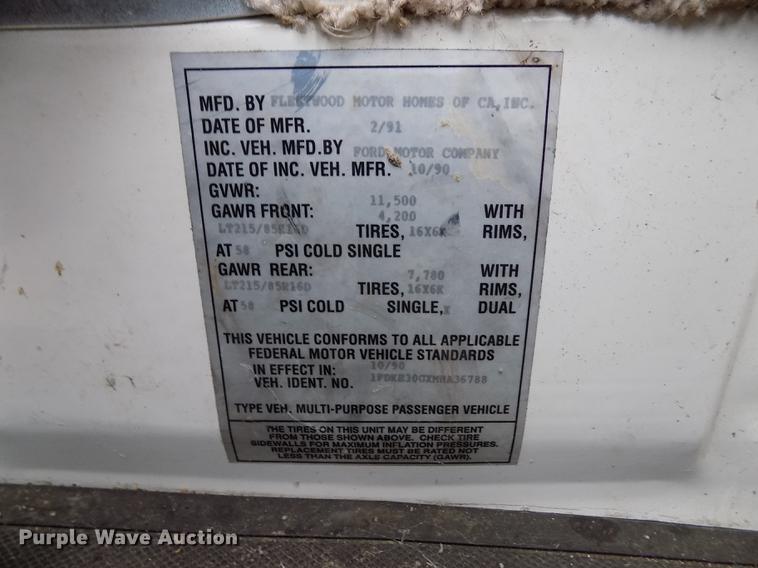 MFD. BY FLEETWOOD MOTOR HOMES OF CA, INC.
DATE OF MFR. 2/91
INC. VEH. MFD.BY FORD MOTOR COMPANY
DATE OF INC. VEH. MFR. 10/90
GVWR: 11,500
GAWR FRONT: 4,200 WITH
LT215/85R16D TIRES, 16X6K RIMS,
AT 58 PSI COLD SINGLE
GAWR REAR: 7,780 WITH
LT215/85R16D TIRES, 16X6K RIMS,
AT 58 PSI COLD SINGLE, X DUAL
THIS VEHICLE CONFORMS TO ALL APPLICABLE
FEDERAL MOTOR VEHICLE STANDARDS
IN EFFECT IN: 10/90
VEH. IDENT. NO.
TYPE VEH. MULTI-PURPOSE PASSENGER VEHICLE
THE TIRES ON THIS UNIT MAY BE DIFFERENT
FROM THOSE SHOWN ABOVE. CHECK TIRE
SIDEWALLS FOR MAXIMUM INFLATION PRESSURES.
REPLACEMENT TIRES MUST BE RATED NOT
LESS THAN THE AXLE CAPACITY (GAWR).
Purple Wave Auction